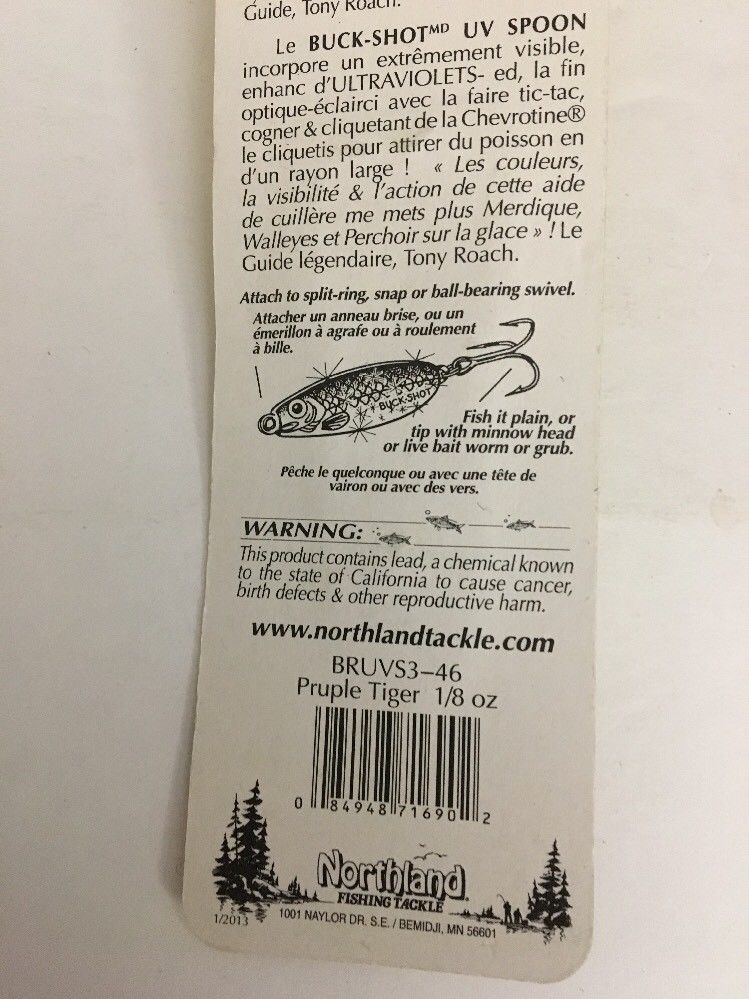 Guide, Tony Roach.
Le BUCK-SHOTMD UV SPOON
incorpore un extrêmement visible,
enhanc d'ULTRAVIOLETS- ed, la fin
optique-éclairci avec la faire tic-tac,
cogner & cliquetant de la Chevrotine®
le cliquetis pour attirer du poisson en
d'un rayon large ! « Les couleurs,
la visibilité & l'action de cette aide
de cuillère me mets plus Merdique,
Walleyes et Perchoir sur la glace » ! Le
Guide légendaire, Tony Roach.
Attach to split-ring, snap or ball-bearing swivel.
Attacher un anneau brise, ou un
émerillon à agrafe ou à roulement
à bille.
BUCK-SHOT
Fish it plain, or
tip with minnow head
or live bait worm or grub.
Pêche le quelconque ou avec une tête de
vairon ou avec des vers.
WARNING:
This product contains lead, a chemical known
to the state of California to cause cancer,
birth defects & other reproductive harm.
www.northlandtackle.com
BRUVS3-46
Pruple Tiger 1/8 oz
0 84948 71690 2
Northland
FISHING TACKLE
1/2013
1001 NAYLOR DR. S.E. / BEMIDJI, MN 56601